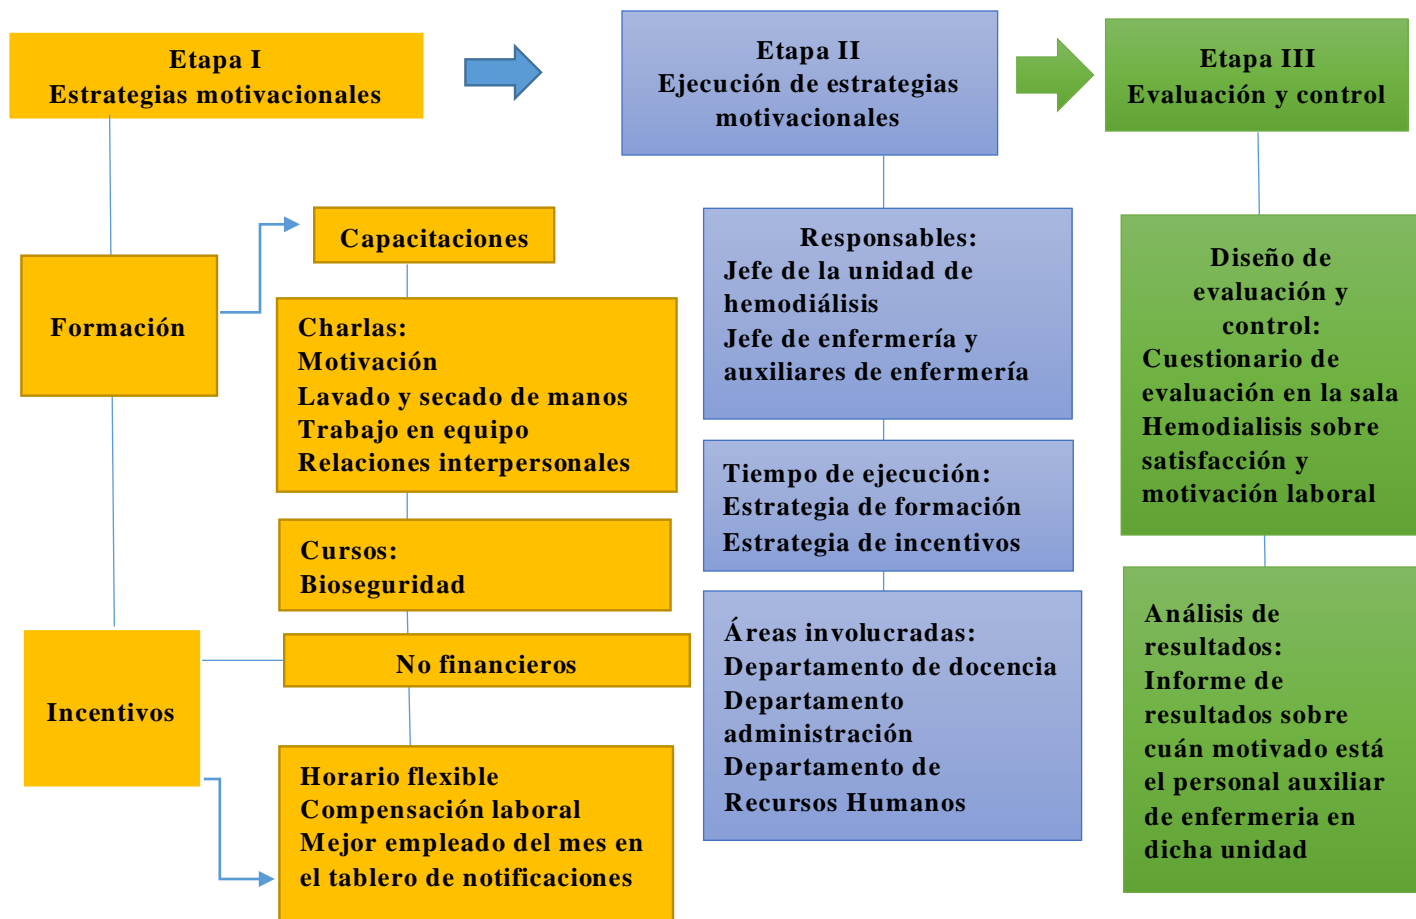 Etapa I
Estrategias motivacionales
Etapa II
Ejecución de estrategias
motivacionales
Etapa III
Evaluación y control
Formación
Capacitaciones
Charlas:
Motivación
Lavado y secado de manos
Trabajo en equipo
Relaciones interpersonales
Cursos:
Bioseguridad
Incentivos
No financieros
Horario flexible
Compensación laboral
Mejor empleado del mes en
el tablero de notificaciones
Responsables:
Jefe de la unidad de
hemodiálisis
Jefe de enfermería y
auxiliares de enfermería
Tiempo de ejecución:
Estrategia de formación
Estrategia de incentivos
Áreas involucradas:
Departamento de docencia
Departamento
administración
Departamento de
Recursos Humanos
Diseño de
evaluación y
control:
Cuestionario de
evaluación en la sala
Hemodialisis sobre
satisfacción y
motivación laboral
Análisis de
resultados:
Informe de
resultados sobre
cuán motivado está
el personal auxiliar
de enfermeria en
dicha unidad